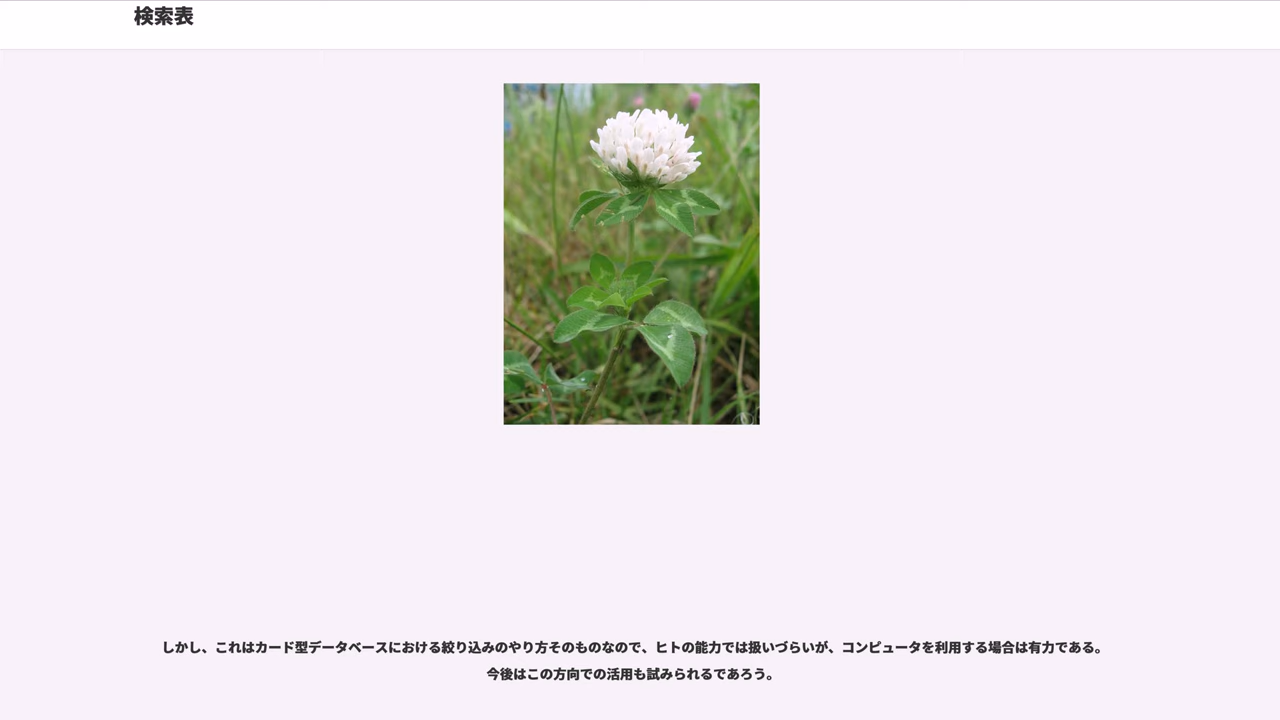 検索表
しかし、これはカード型データベースにおける絞り込みのやり方そのものなので、ヒトの能力では扱いづらいが、コンピュータを利用する場合は有力である。
今後はこの方向での活用も試みられるであろう。